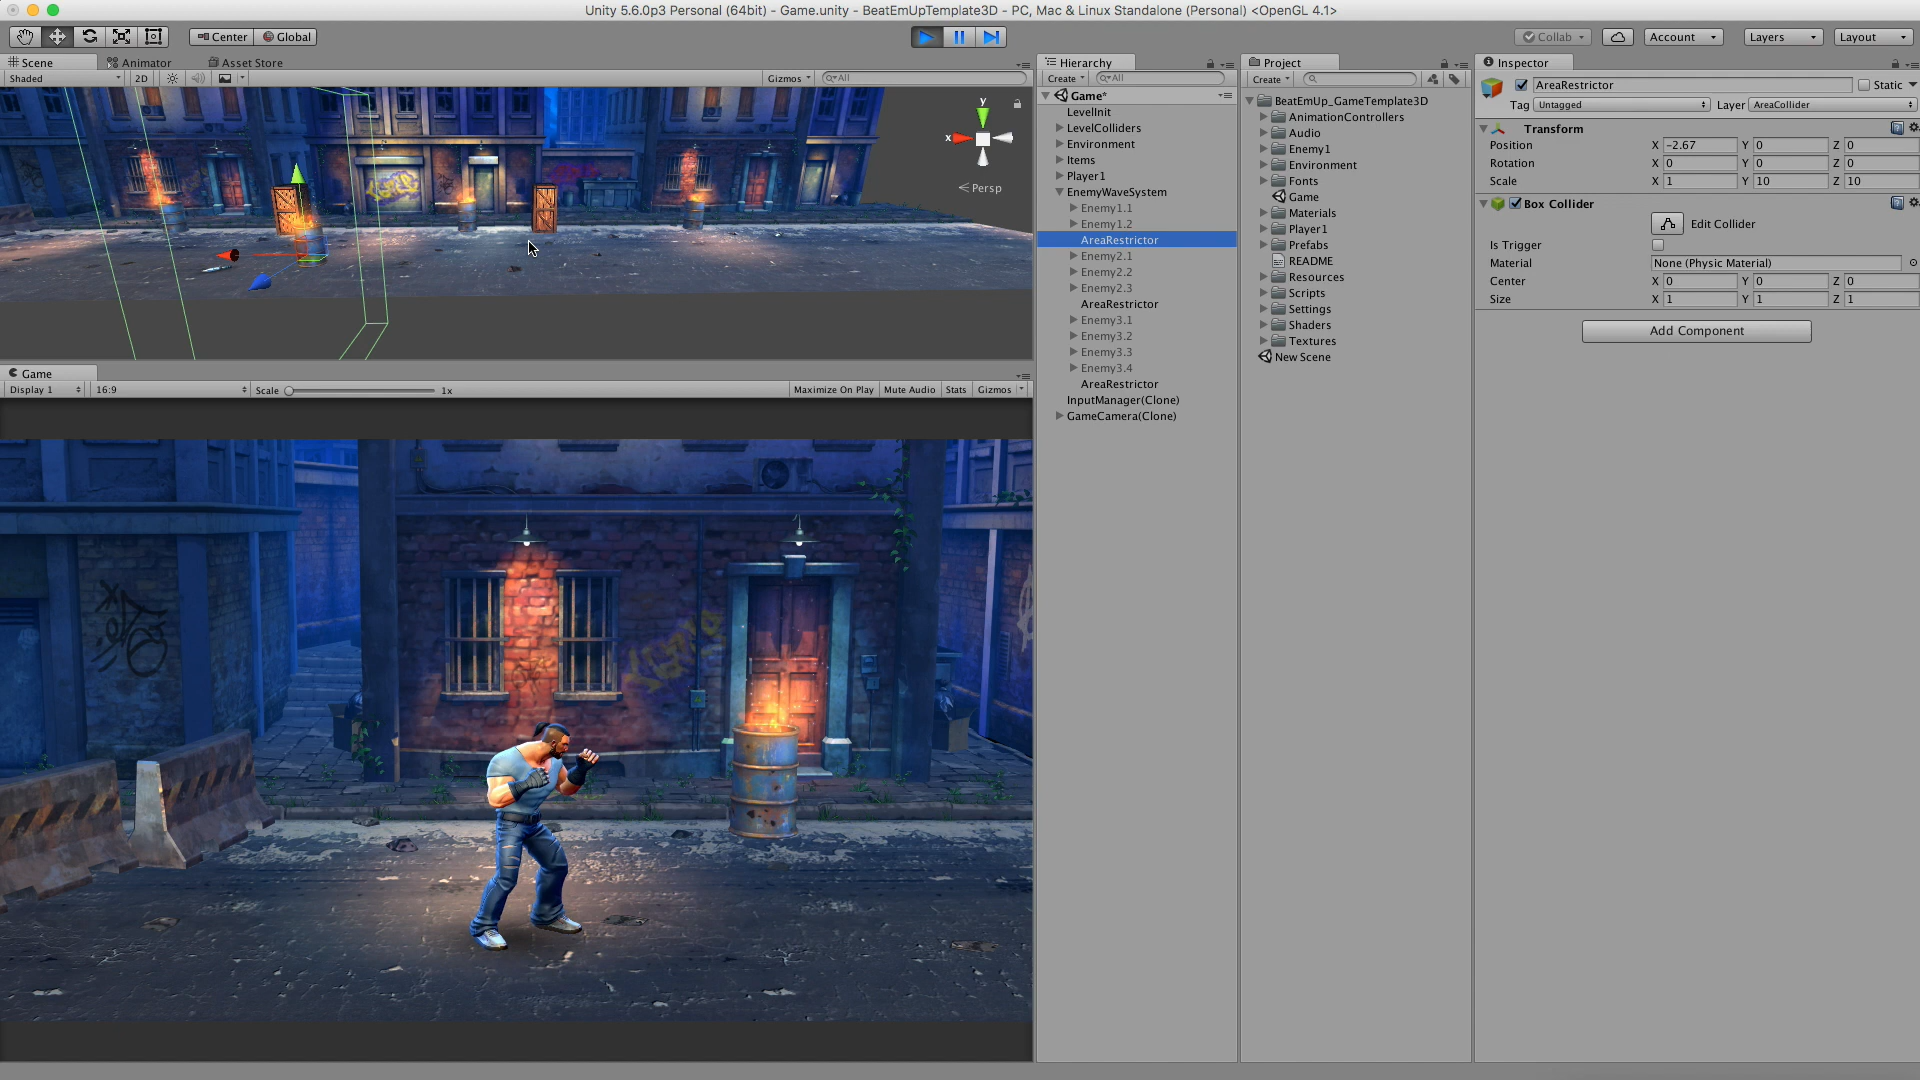 Unity 5.6.0p3 Personal (64bit) - Game.unity - BeatEmUpTemplate3D - PC, Mac & Linux Standalone (Personal) <OpenGL 4.1>
Center Global
Collab Account Layers Layout
Scene Animator Asset Store
Shaded 2D Gizmos All
y
x
Persp
Game
Display 1 16:9 Scale 1x Maximize On Play Mute Audio Stats Gizmos
Hierarchy
Create All
Game*
LevelInit
LevelColliders
Environment
Items
Player1
EnemyWaveSystem
Enemy1.1
Enemy1.2
AreaRestrictor
Enemy2.1
Enemy2.2
Enemy2.3
AreaRestrictor
Enemy3.1
Enemy3.2
Enemy3.3
Enemy3.4
AreaRestrictor
InputManager(Clone)
GameCamera(Clone)
Project
Create
BeatEmUp_GameTemplate3D
AnimationControllers
Audio
Enemy1
Environment
Fonts
Game
Materials
Player1
Prefabs
README
Resources
Scripts
Settings
Shaders
Textures
New Scene
Inspector
AreaRestrictor Static
Tag Untagged Layer AreaCollider
Transform
Position X -2.67 Y 0 Z 0
Rotation X 0 Y 0 Z 0
Scale X 1 Y 10 Z 10
Box Collider
Edit Collider
Is Trigger
Material None (Physic Material)
Center X 0 Y 0 Z 0
Size X 1 Y 1 Z 1
Add Component